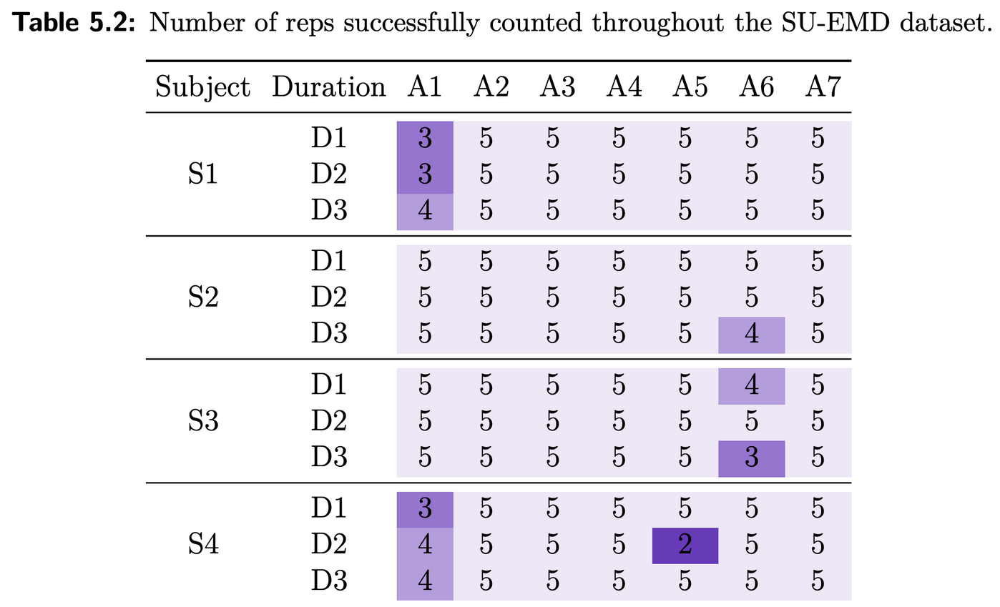 Table 5.2: Number of reps successfully counted throughout the SU-EMD dataset.
Subject Duration A1 A2 A3 A4 A5 A6 A7
D1 3 5 5 5 5 5 5
S1 D2 3 5 5 5 5 5 5
D3 4 5 5 5 5 5 5
D1 5 5 5 5 5 5 5
S2 D2 5 5 5 5 5 5 5
D3 5 5 5 5 5 4 5
D1 5 5 5 5 5 4 5
S3 D2 5 5 5 5 5 5 5
D3 5 5 5 5 5 3 5
D1 3 5 5 5 5 5 5
S4 D2 4 5 5 5 2 5 5
D3 4 5 5 5 5 5 5